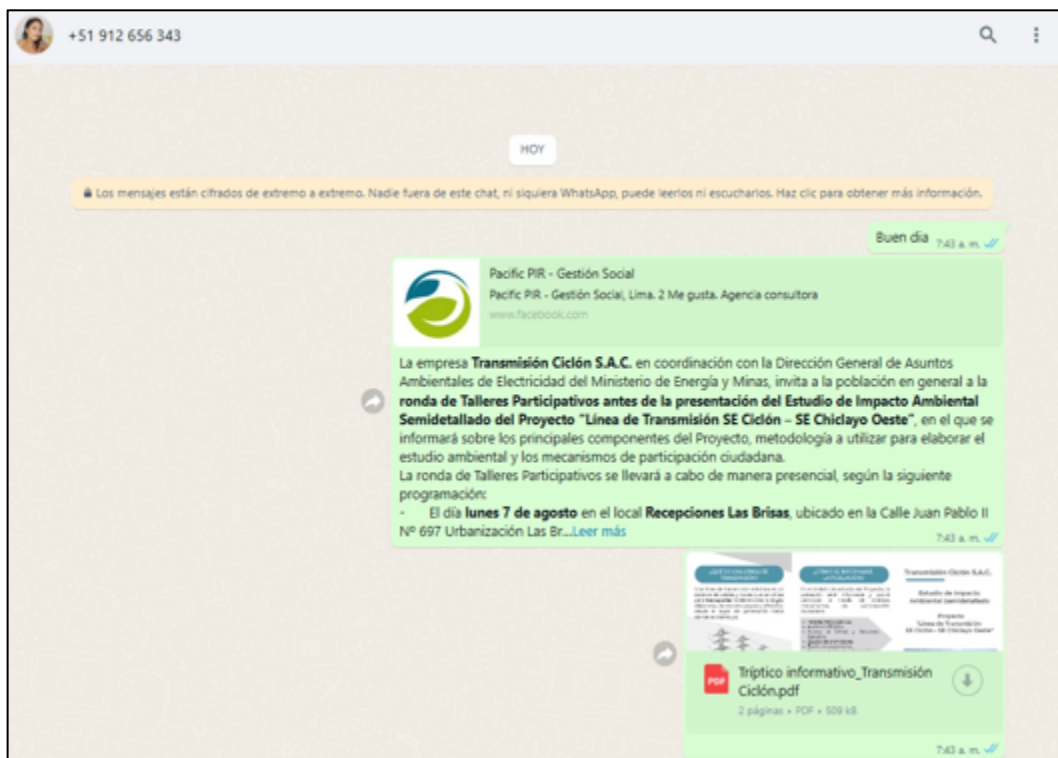 +51 912 656 343
HOY
Los mensajes están cifrados de extremo a extremo. Nadie fuera de este chat, ni siquiera WhatsApp, puede leerlos ni escucharlos. Haz clic para obtener más información.
Buen día 7:43 a. m.
Pacific PIR - Gestión Social
Pacific PIR - Gestión Social, Lima. 2 Me gusta. Agencia consultora
www.facebook.com
La empresa Transmisión Ciclón S.A.C. en coordinación con la Dirección General de Asuntos
Ambientales de Electricidad del Ministerio de Energía y Minas, invita a la población en general a la
ronda de Talleres Participativos antes de la presentación del Estudio de Impacto Ambiental
Semidetallado del Proyecto "Línea de Transmisión SE Ciclón – SE Chiclayo Oeste", en el que se
informará sobre los principales componentes del Proyecto, metodología a utilizar para elaborar el
estudio ambiental y los mecanismos de participación ciudadana.
La ronda de Talleres Participativos se llevará a cabo de manera presencial, según la siguiente
programación:
- El día lunes 7 de agosto en el local Recepciones Las Brisas, ubicado en la Calle Juan Pablo II
Nº 697 Urbanización Las Br...Leer más
7:43 a. m.
Transmisión Ciclón S.A.C.
Estudio de Impacto
Ambiental Semidetallado
Proyecto
"Línea de Transmisión
SE Ciclón - SE Chiclayo Oeste"
PDF
Tríptico informativo_Transmisión
Ciclón.pdf
2 páginas • PDF • 509 kB
7:43 a. m.